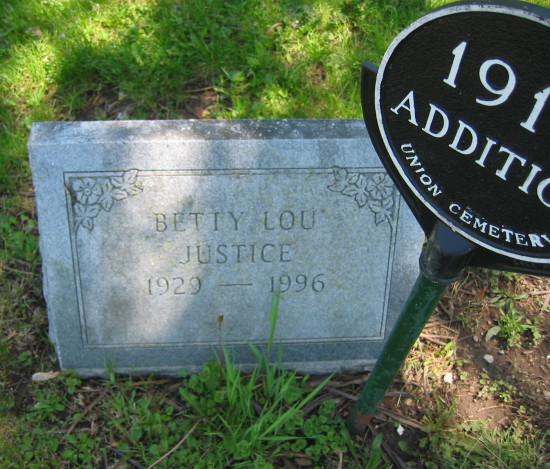 BETTY LOU
JUSTICE
1929 — 1996
191
ADDITIO
UNION CEMETERY